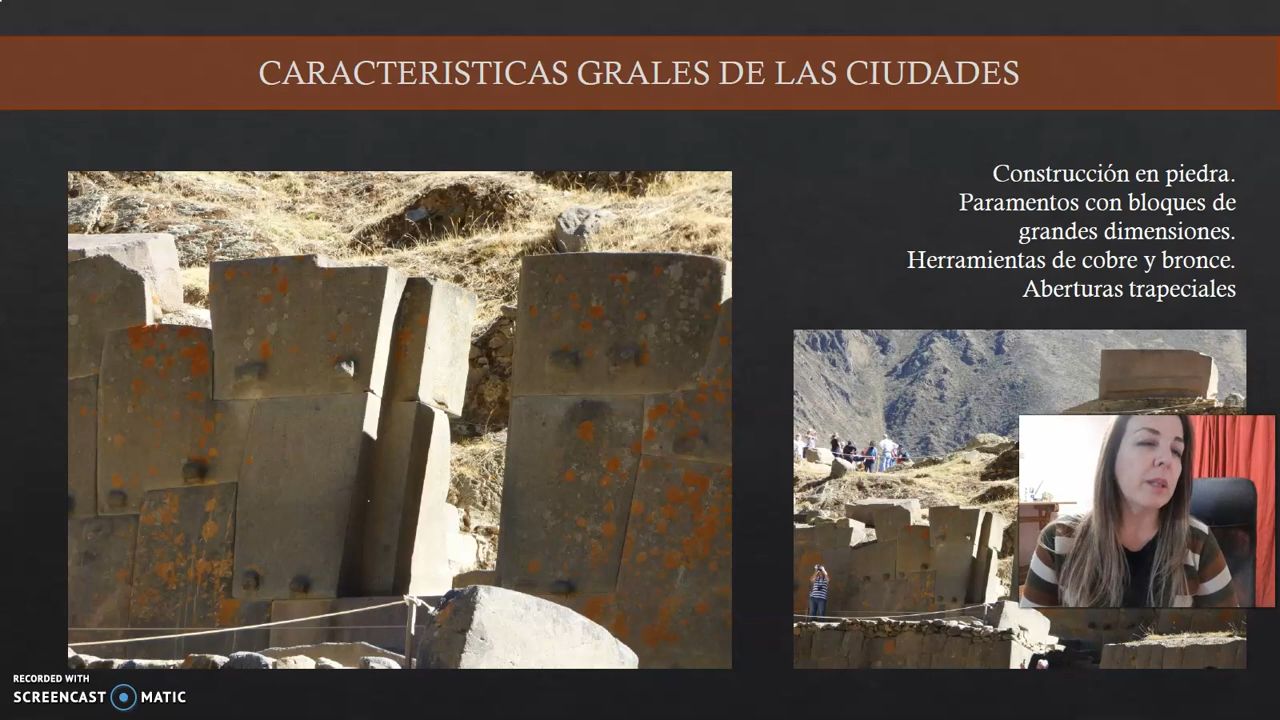 CARACTERISTICAS GRALES DE LAS CIUDADES
Construcción en piedra.
Paramentos con bloques de
grandes dimensiones.
Herramientas de cobre y bronce.
Aberturas trapeciales
RECORDED WITH
SCREENCAST MATIC